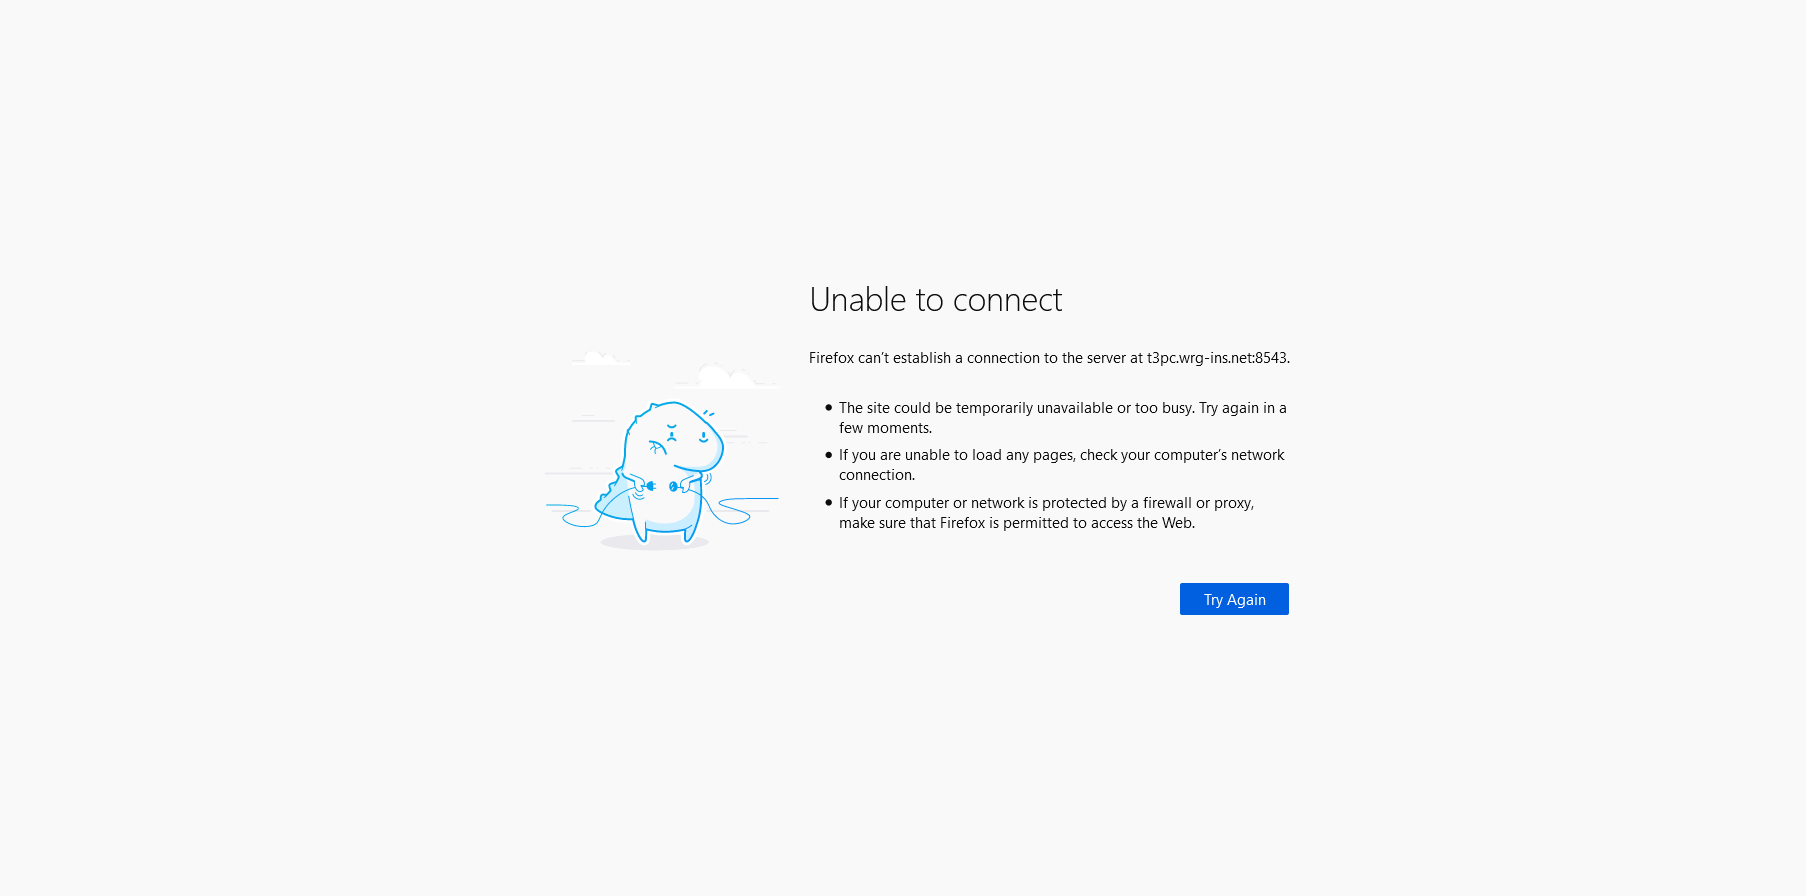 Unable to connect
Firefox can’t establish a connection to the server at t3pc.wrg-ins.net:8543.
• The site could be temporarily unavailable or too busy. Try again in a
few moments.
• If you are unable to load any pages, check your computer’s network
connection.
• If your computer or network is protected by a firewall or proxy,
make sure that Firefox is permitted to access the Web.
Try Again